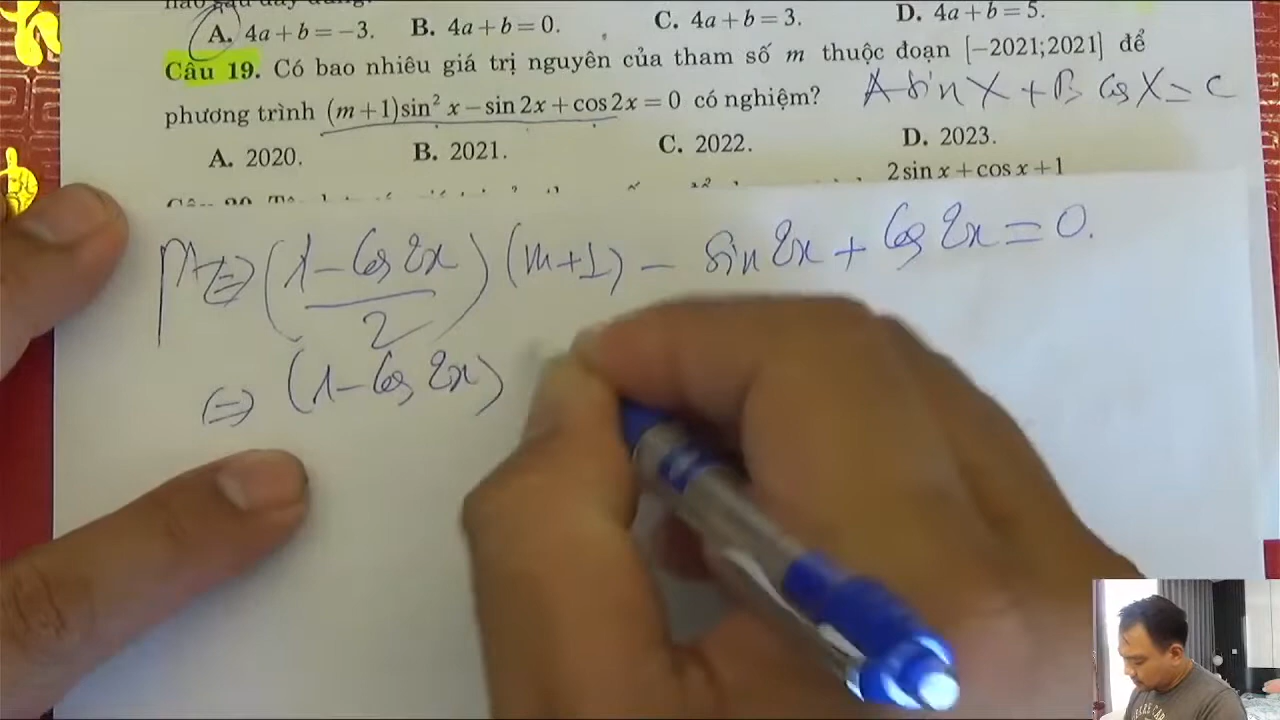 A. 4a + b = −3. B. 4a + b = 0. C. 4a + b = 3. D. 4a + b = 5.
Câu 19. Có bao nhiêu giá trị nguyên của tham số m thuộc đoạn [−2021;2021] để
phương trình (m+1)sin² x − sin 2x + cos 2x = 0 có nghiệm?
A sin X + B cos X = C
A. 2020. B. 2021. C. 2022. D. 2023.
2 sin x + cos x + 1
⇔ (1 − cos 2x / 2) (m+1) − sin 2x + cos 2x = 0.
⇔ (1 − cos 2x)